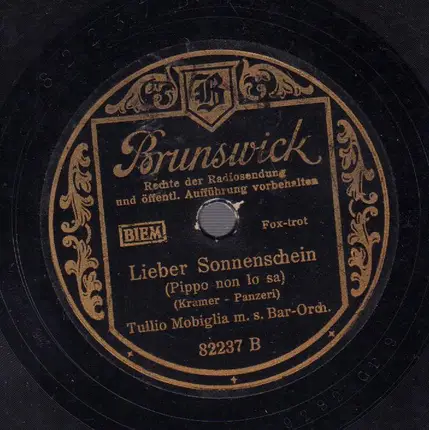 B
Brunswick
Rechte der Radiosendung
und öffentl. Aufführung vorbehalten
BIEM
Fox-trot
Lieber Sonnenschein
(Pippo non lo sa)
(Kramer - Panzeri)
Tullio Mobiglia m. s. Bar-Orch.
82237 B